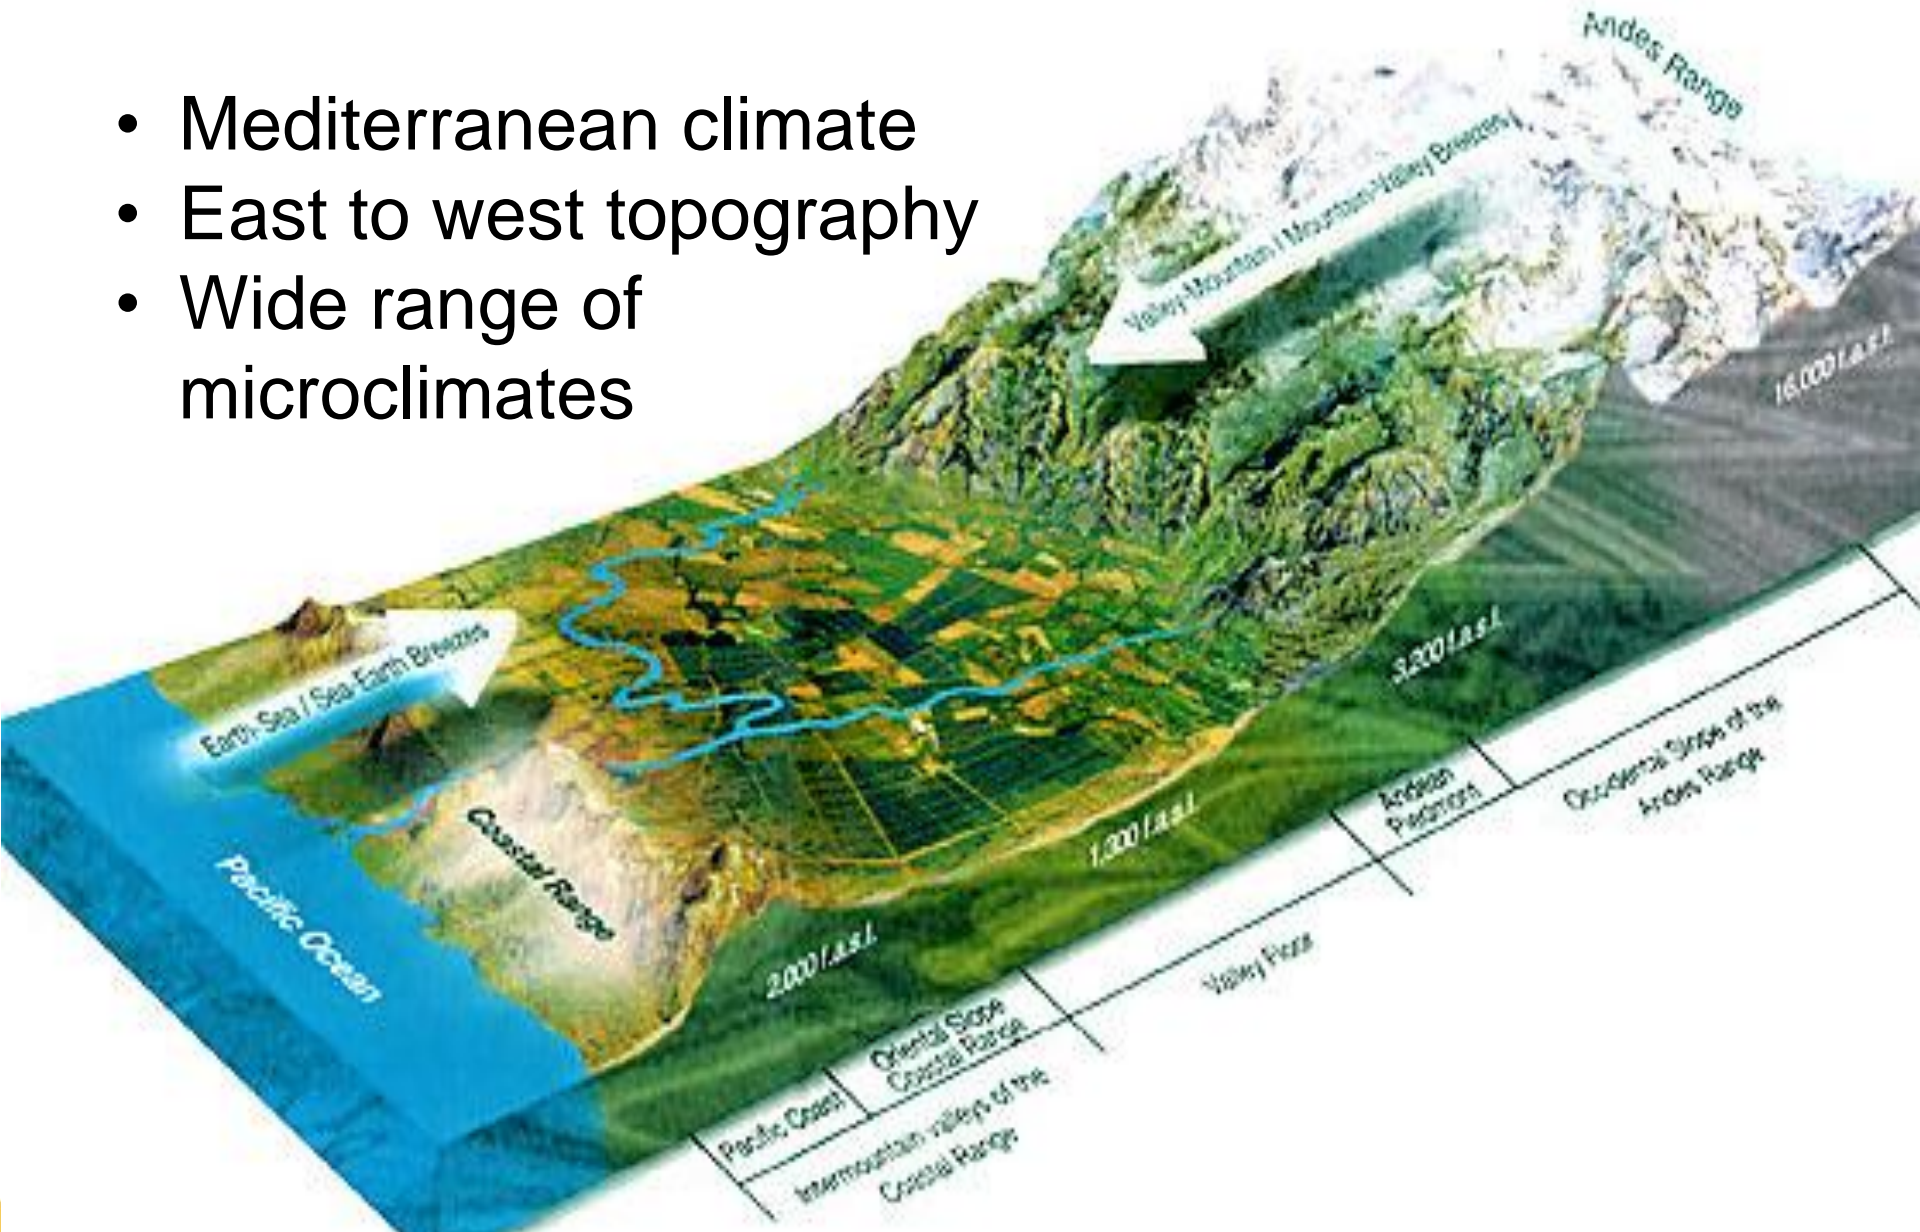 • Mediterranean climate
• East to west topography
• Wide range of
microclimates
Andes Range
Valley-Mountain / Mountain-Valley Breezes
16,000 f.a.s.l.
Earth-Sea / Sea-Earth Breezes
3,200 f.a.s.l.
Coastal Range
Pacific Ocean
1,300 f.a.s.l.
2,000 f.a.s.l.
Occidental Slope of the
Andes Range
Andean
Piedmont
Valley Floor
Oriental Slope
Coastal Range
Pacific Coast
Intermountain valleys of the
Coastal Range